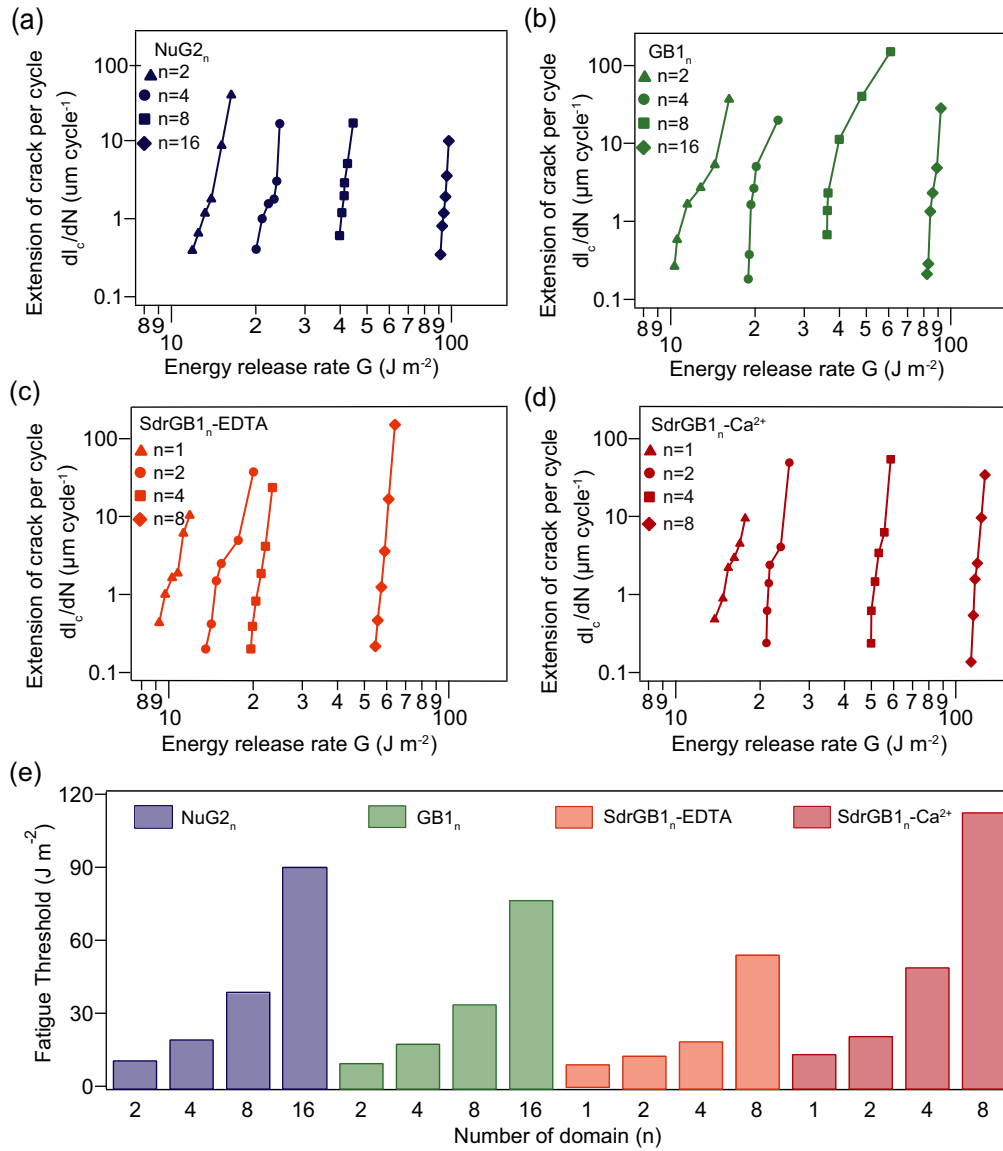 (a)
Extension of crack per cycle
dl_c/dN (µm cycle⁻¹)
NuG2ₙ
n=2
n=4
n=8
n=16
100
10
1
0.1
8 9 10 2 3 4 5 6 7 8 9 100
Energy release rate G (J m⁻²)
(b)
Extension of crack per cycle
dl_c/dN (µm cycle⁻¹)
GB1ₙ
n=2
n=4
n=8
n=16
100
10
1
0.1
8 9 10 2 3 4 5 6 7 8 9 100
Energy release rate G (J m⁻²)
(c)
Extension of crack per cycle
dl_c/dN (µm cycle⁻¹)
SdrGB1ₙ-EDTA
n=1
n=2
n=4
n=8
100
10
1
0.1
8 9 10 2 3 4 5 6 7 8 9 100
Energy release rate G (J m⁻²)
(d)
Extension of crack per cycle
dl_c/dN (µm cycle⁻¹)
SdrGB1ₙ-Ca²⁺
n=1
n=2
n=4
n=8
100
10
1
0.1
8 9 10 2 3 4 5 6 7 8 9 100
Energy release rate G (J m⁻²)
(e)
Fatigue Threshold (J m⁻²)
120
90
60
30
0
NuG2ₙ
GB1ₙ
SdrGB1ₙ-EDTA
SdrGB1ₙ-Ca²⁺
2 4 8 16 2 4 8 16 1 2 4 8 1 2 4 8
Number of domain (n)